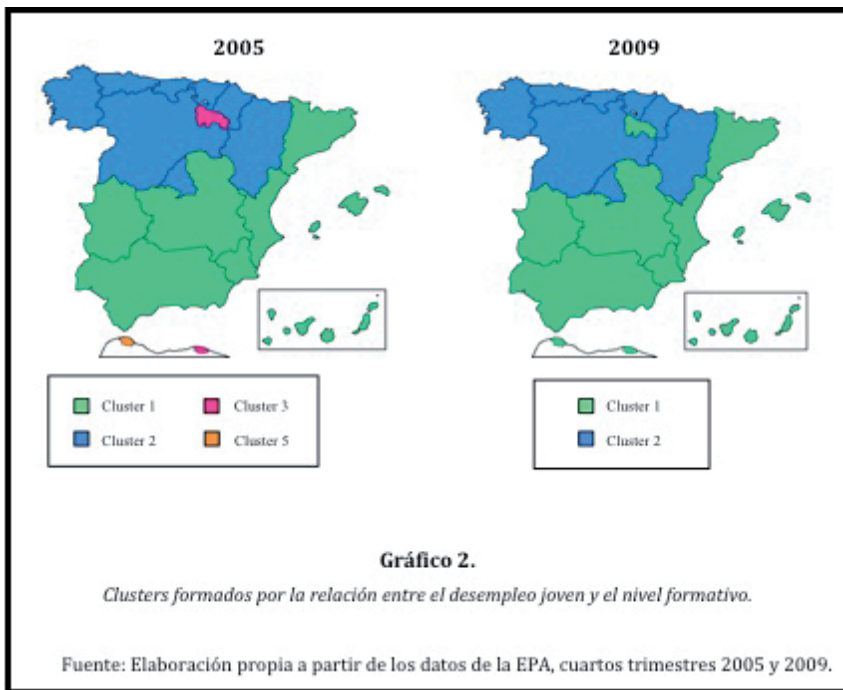 2005
2009
Cluster 1
Cluster 3
Cluster 2
Cluster 5
Cluster 1
Cluster 2
Gráfico 2.
Clusters formados por la relación entre el desempleo joven y el nivel formativo.
Fuente: Elaboración propia a partir de los datos de la EPA, cuartos trimestres 2005 y 2009.